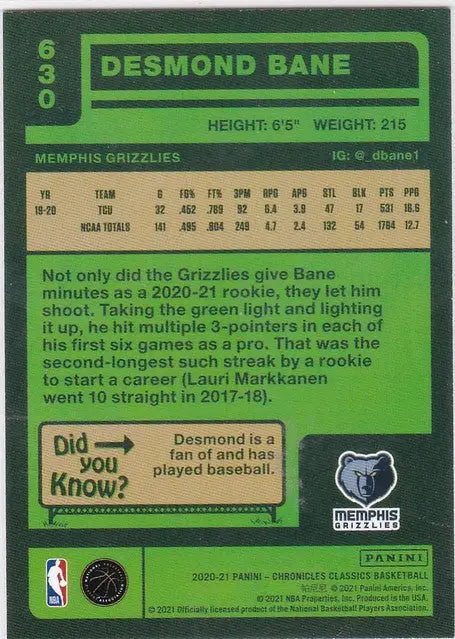 630
DESMOND BANE
HEIGHT: 6'5" WEIGHT: 215
MEMPHIS GRIZZLIES IG: @_dbane1
YR TEAM G FG% FT% 3PM RPG APG STL BLK PTS PPG
19-20 TCU 32 .452 .789 92 6.4 3.9 47 17 531 16.6
NCAA TOTALS 141 .495 .804 249 4.7 2.4 132 54 1784 12.7
Not only did the Grizzlies give Bane
minutes as a 2020-21 rookie, they let him
shoot. Taking the green light and lighting
it up, he hit multiple 3-pointers in each of
his first six games as a pro. That was the
second-longest such streak by a rookie
to start a career (Lauri Markkanen
went 10 straight in 2017-18).
Did
you
Know?
Desmond is a
fan of and has
played baseball.
MEMPHIS
GRIZZLIES
PANINI
NBA
2020-21 PANINI - CHRONICLES CLASSICS BASKETBALL
帕尼尼 © 2021 Panini America, Inc.
© 2021 NBA Properties, Inc. Produced in the USA.
© 2021 Officially licensed product of the National Basketball Players Association.